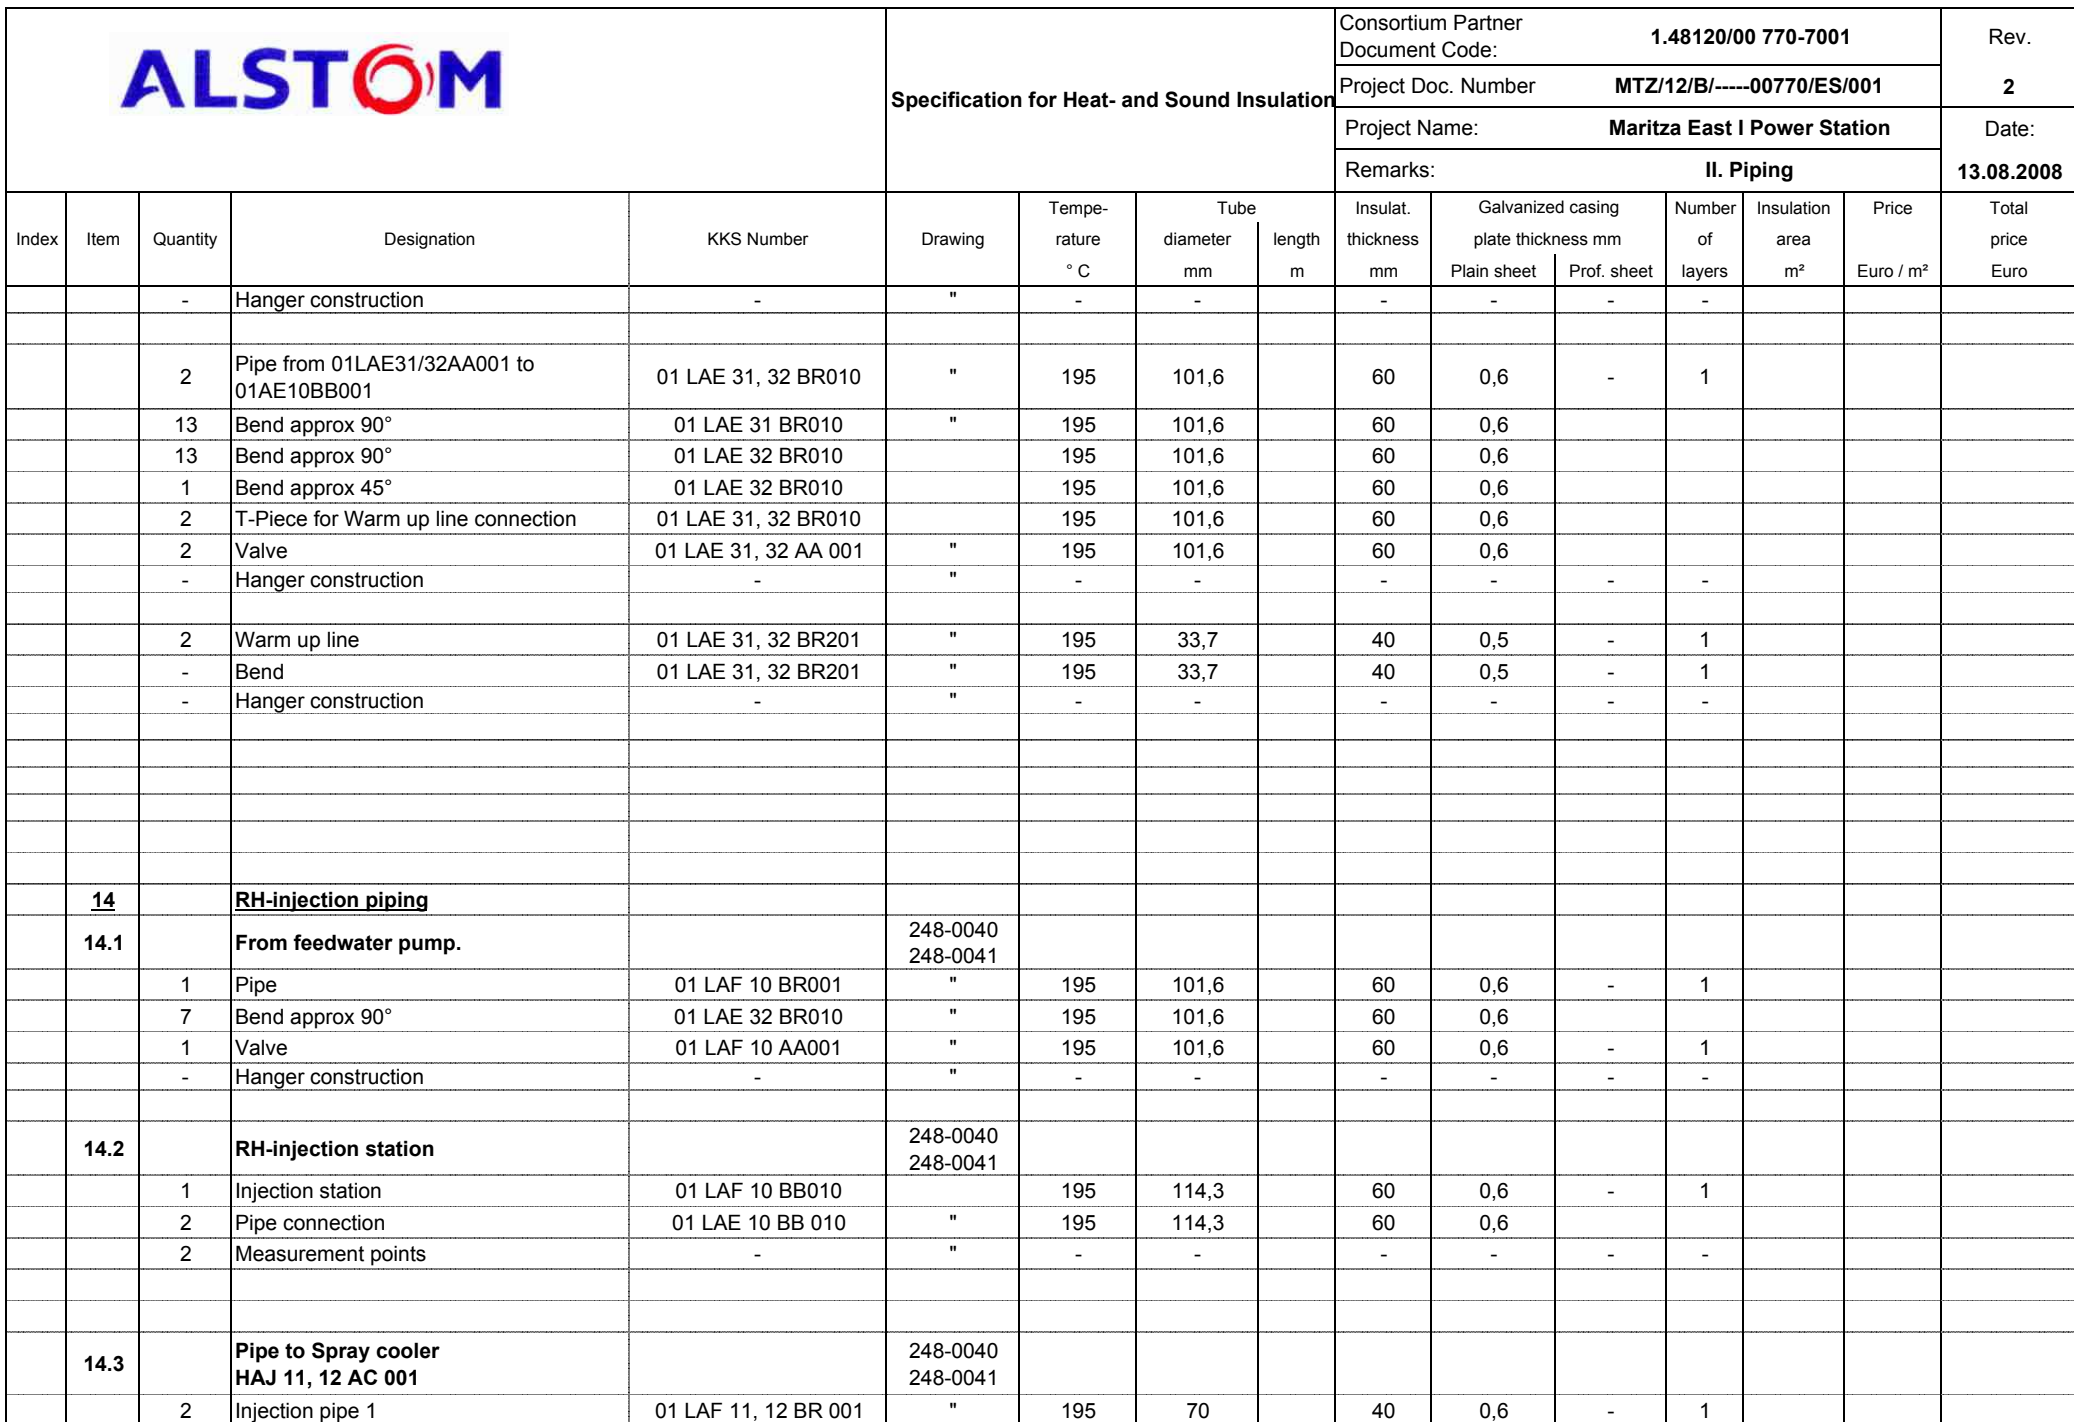 ALSTOM
Specification for Heat- and Sound Insulation
Consortium Partner
Document Code:
1.48120/00 770-7001
Rev.
Project Doc. Number MTZ/12/B/-----00770/ES/001 2
Project Name: Maritza East I Power Station Date:
Remarks: II. Piping 13.08.2008
Tempe- Tube Insulat. Galvanized casing Number Insulation Price Total
Index Item Quantity Designation KKS Number Drawing rature diameter length thickness plate thickness mm of area price
° C mm m mm Plain sheet Prof. sheet layers m² Euro / m² Euro
- Hanger construction - " - - - - - -
2 Pipe from 01LAE31/32AA001 to
01AE10BB001 01 LAE 31, 32 BR010 " 195 101,6 60 0,6 - 1
13 Bend approx 90° 01 LAE 31 BR010 " 195 101,6 60 0,6
13 Bend approx 90° 01 LAE 32 BR010 195 101,6 60 0,6
1 Bend approx 45° 01 LAE 32 BR010 195 101,6 60 0,6
2 T-Piece for Warm up line connection 01 LAE 31, 32 BR010 195 101,6 60 0,6
2 Valve 01 LAE 31, 32 AA 001 " 195 101,6 60 0,6
- Hanger construction - " - - - - - -
2 Warm up line 01 LAE 31, 32 BR201 " 195 33,7 40 0,5 - 1
- Bend 01 LAE 31, 32 BR201 " 195 33,7 40 0,5 - 1
- Hanger construction - " - - - - - -
14 RH-injection piping
14.1 From feedwater pump. 248-0040
248-0041
1 Pipe 01 LAF 10 BR001 " 195 101,6 60 0,6 - 1
7 Bend approx 90° 01 LAE 32 BR010 " 195 101,6 60 0,6
1 Valve 01 LAF 10 AA001 " 195 101,6 60 0,6 - 1
- Hanger construction - " - - - - - -
14.2 RH-injection station 248-0040
248-0041
1 Injection station 01 LAF 10 BB010 195 114,3 60 0,6 - 1
2 Pipe connection 01 LAE 10 BB 010 " 195 114,3 60 0,6
2 Measurement points - " - - - - - -
14.3 Pipe to Spray cooler 248-0040
HAJ 11, 12 AC 001 248-0041
2 Injection pipe 1 01 LAF 11, 12 BR 001 " 195 70 40 0,6 - 1